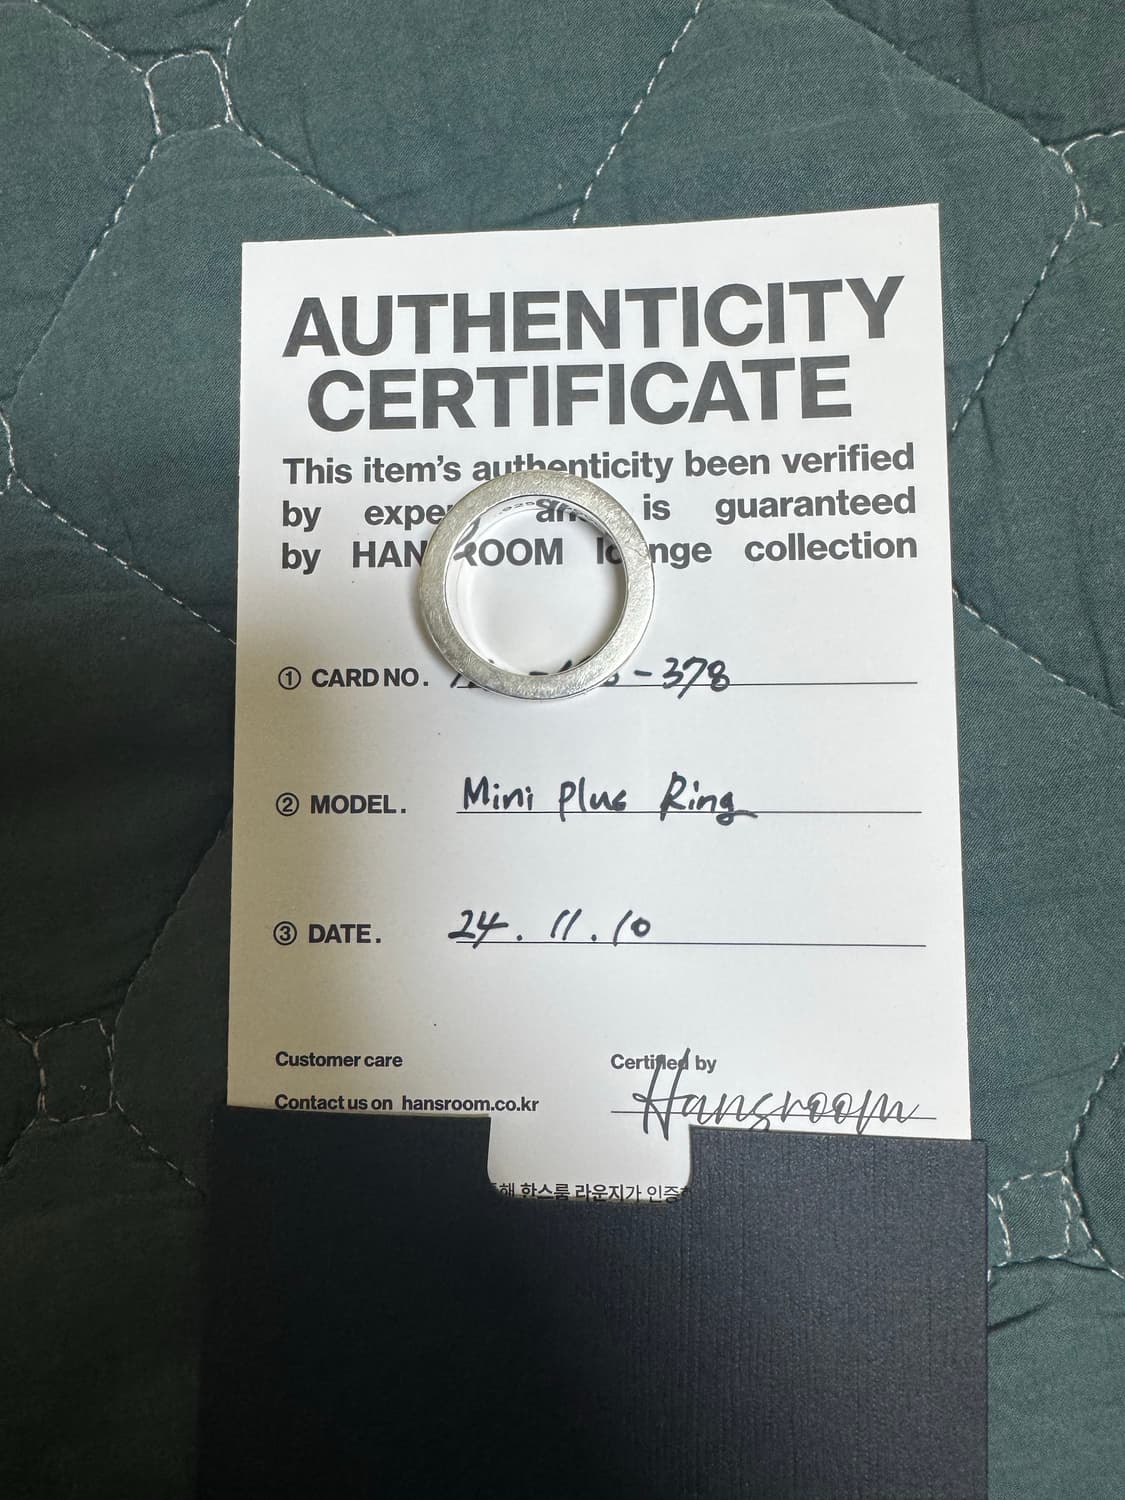 AUTHENTICITY
CERTIFICATE
This item's authenticity been verified
by is guaranteed
by HANSROOM lounge collection
① CARD NO. -378
② MODEL. Mini Plus Ring
③ DATE. 24. 11. 10
Customer care
Certified by
Contact us on hansroom.co.kr
Hansroom
한스룸 라운지가